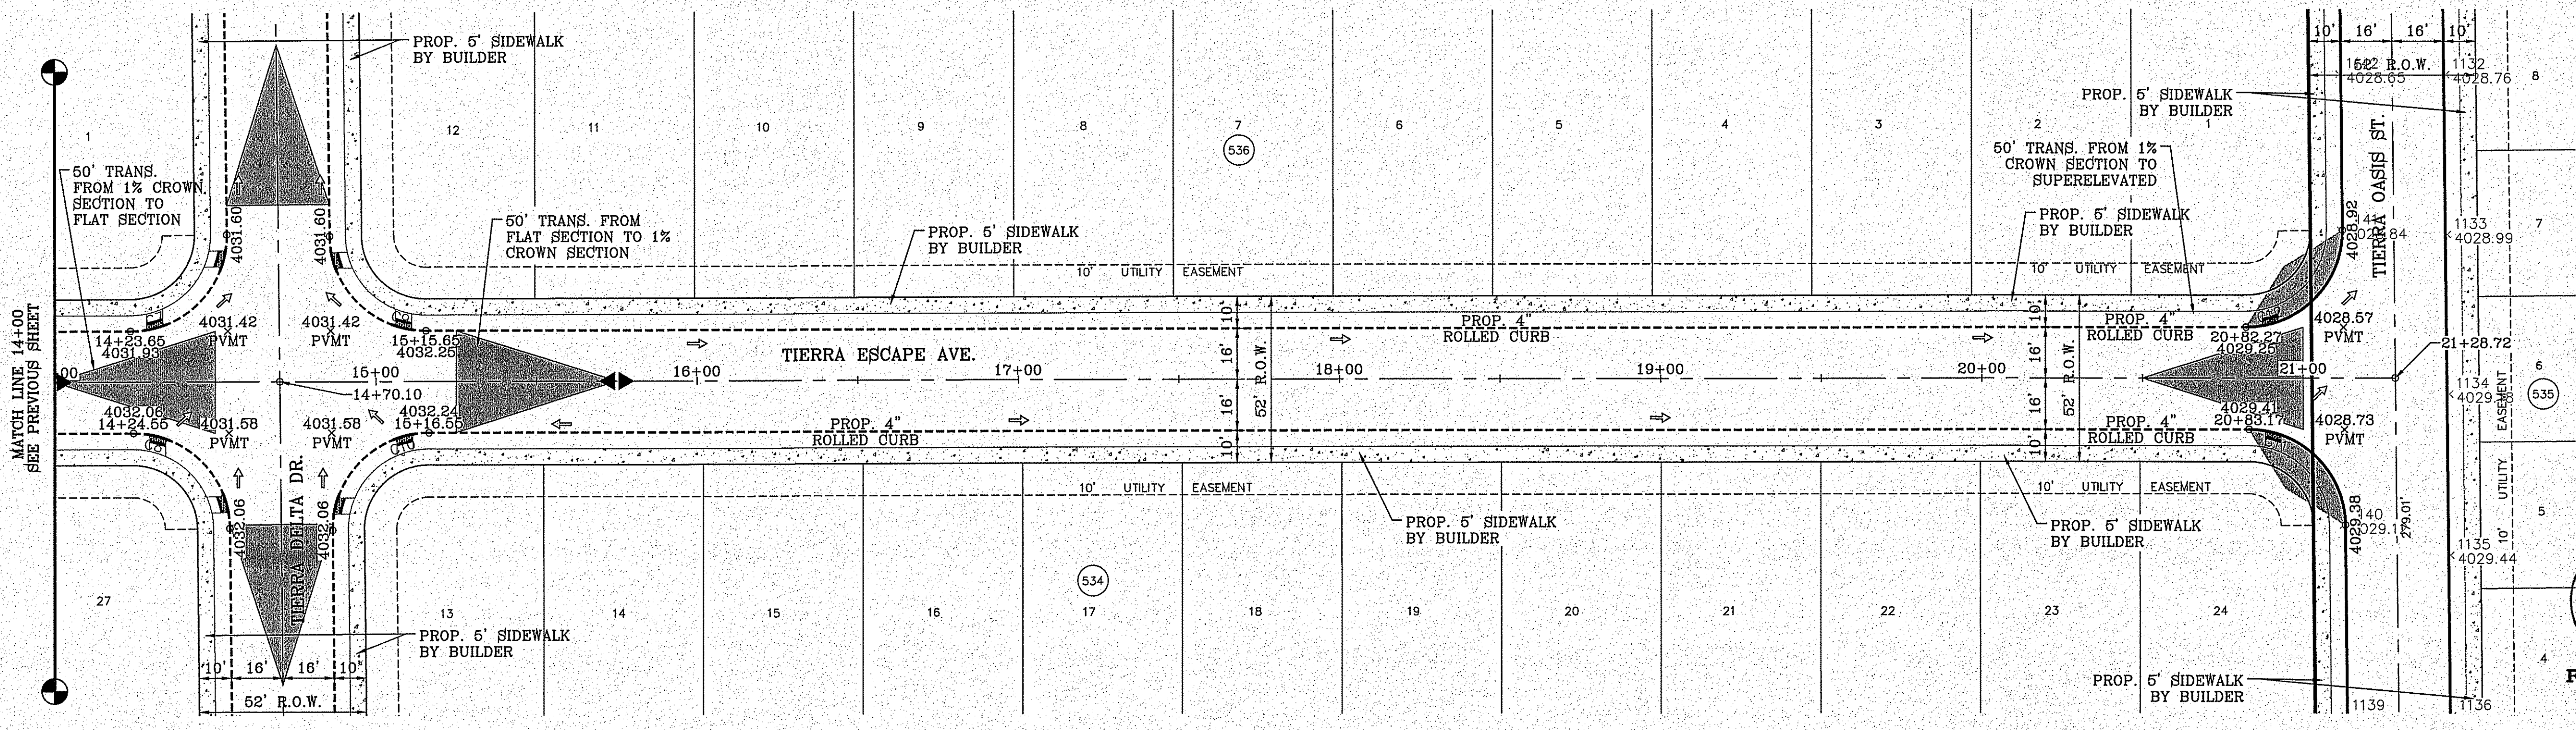 MATCH LINE 14+00
SEE PREVIOUS SHEET
1
50' TRANS.
FROM 1% CROWN
SECTION TO
FLAT SECTION
PROP. 5' SIDEWALK
BY BUILDER
12
11
10
9
8
7
536
6
5
4
3
2
1
50' TRANS. FROM
FLAT SECTION TO 1%
CROWN SECTION
PROP. 5' SIDEWALK
BY BUILDER
10' UTILITY EASEMENT
PROP. 5' SIDEWALK
BY BUILDER
50' TRANS. FROM 1%
CROWN SECTION TO
SUPERELEVATED
PROP. 5' SIDEWALK
BY BUILDER
10' UTILITY EASEMENT
10' 16' 16' 10'
52' R.O.W.
4028.65
1132
4028.76
8
TIERRA OASIS ST.
4028.92
1133
4028.99
7
4031.60
4031.60
4031.42
PVMT
4031.42
PVMT
14+23.65
4031.93
15+15.65
4032.25
00
15+00
14+70.10
4032.06
14+24.55
4031.58
PVMT
4031.58
PVMT
4032.24
15+16.55
4032.06
4032.06
TIERRA DELTA DR.
TIERRA ESCAPE AVE.
16+00
17+00
18+00
19+00
20+00
21+00
PROP. 4"
ROLLED CURB
PROP. 4"
ROLLED CURB
PROP. 4"
ROLLED CURB
PROP. 4"
ROLLED CURB
10'
16'
16'
10'
52' R.O.W.
10'
16'
16'
10'
52' R.O.W.
20+82.27
4029.25
4028.57
PVMT
21+28.72
4029.41
20+83.17
4028.73
PVMT
6
535
1134
10' UTILITY EASEMENT
10' UTILITY EASEMENT
10' UTILITY EASEMENT
4029.38
279.01'
5
1135
4029.44
PROP. 5' SIDEWALK
BY BUILDER
PROP. 5' SIDEWALK
BY BUILDER
534
27
13
14
15
16
17
18
19
20
21
22
23
24
4
PROP. 5' SIDEWALK
BY BUILDER
10' 16' 16' 10'
52' R.O.W.
PROP. 5' SIDEWALK
BY BUILDER
1139
1136